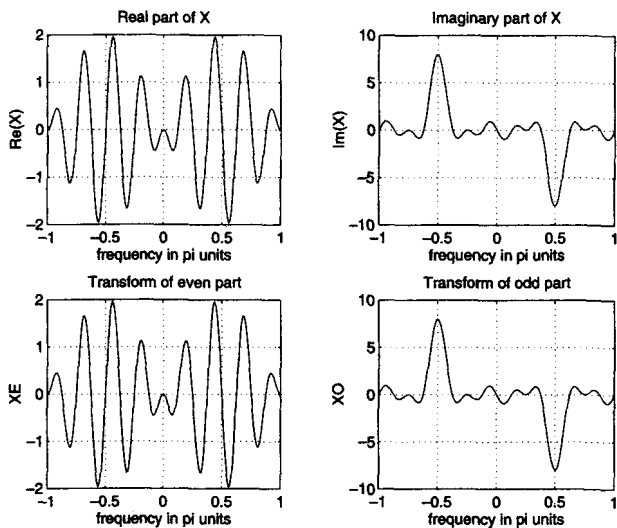 Real part of X
2
1
0
-1
-2
Re(X)
-1 -0.5 0 0.5 1
frequency in pi units
Imaginary part of X
10
5
0
-5
-10
Im(X)
-1 -0.5 0 0.5 1
frequency in pi units
Transform of even part
2
1
0
-1
-2
XE
-1 -0.5 0 0.5 1
frequency in pi units
Transform of odd part
10
5
0
-5
-10
XO
-1 -0.5 0 0.5 1
frequency in pi units